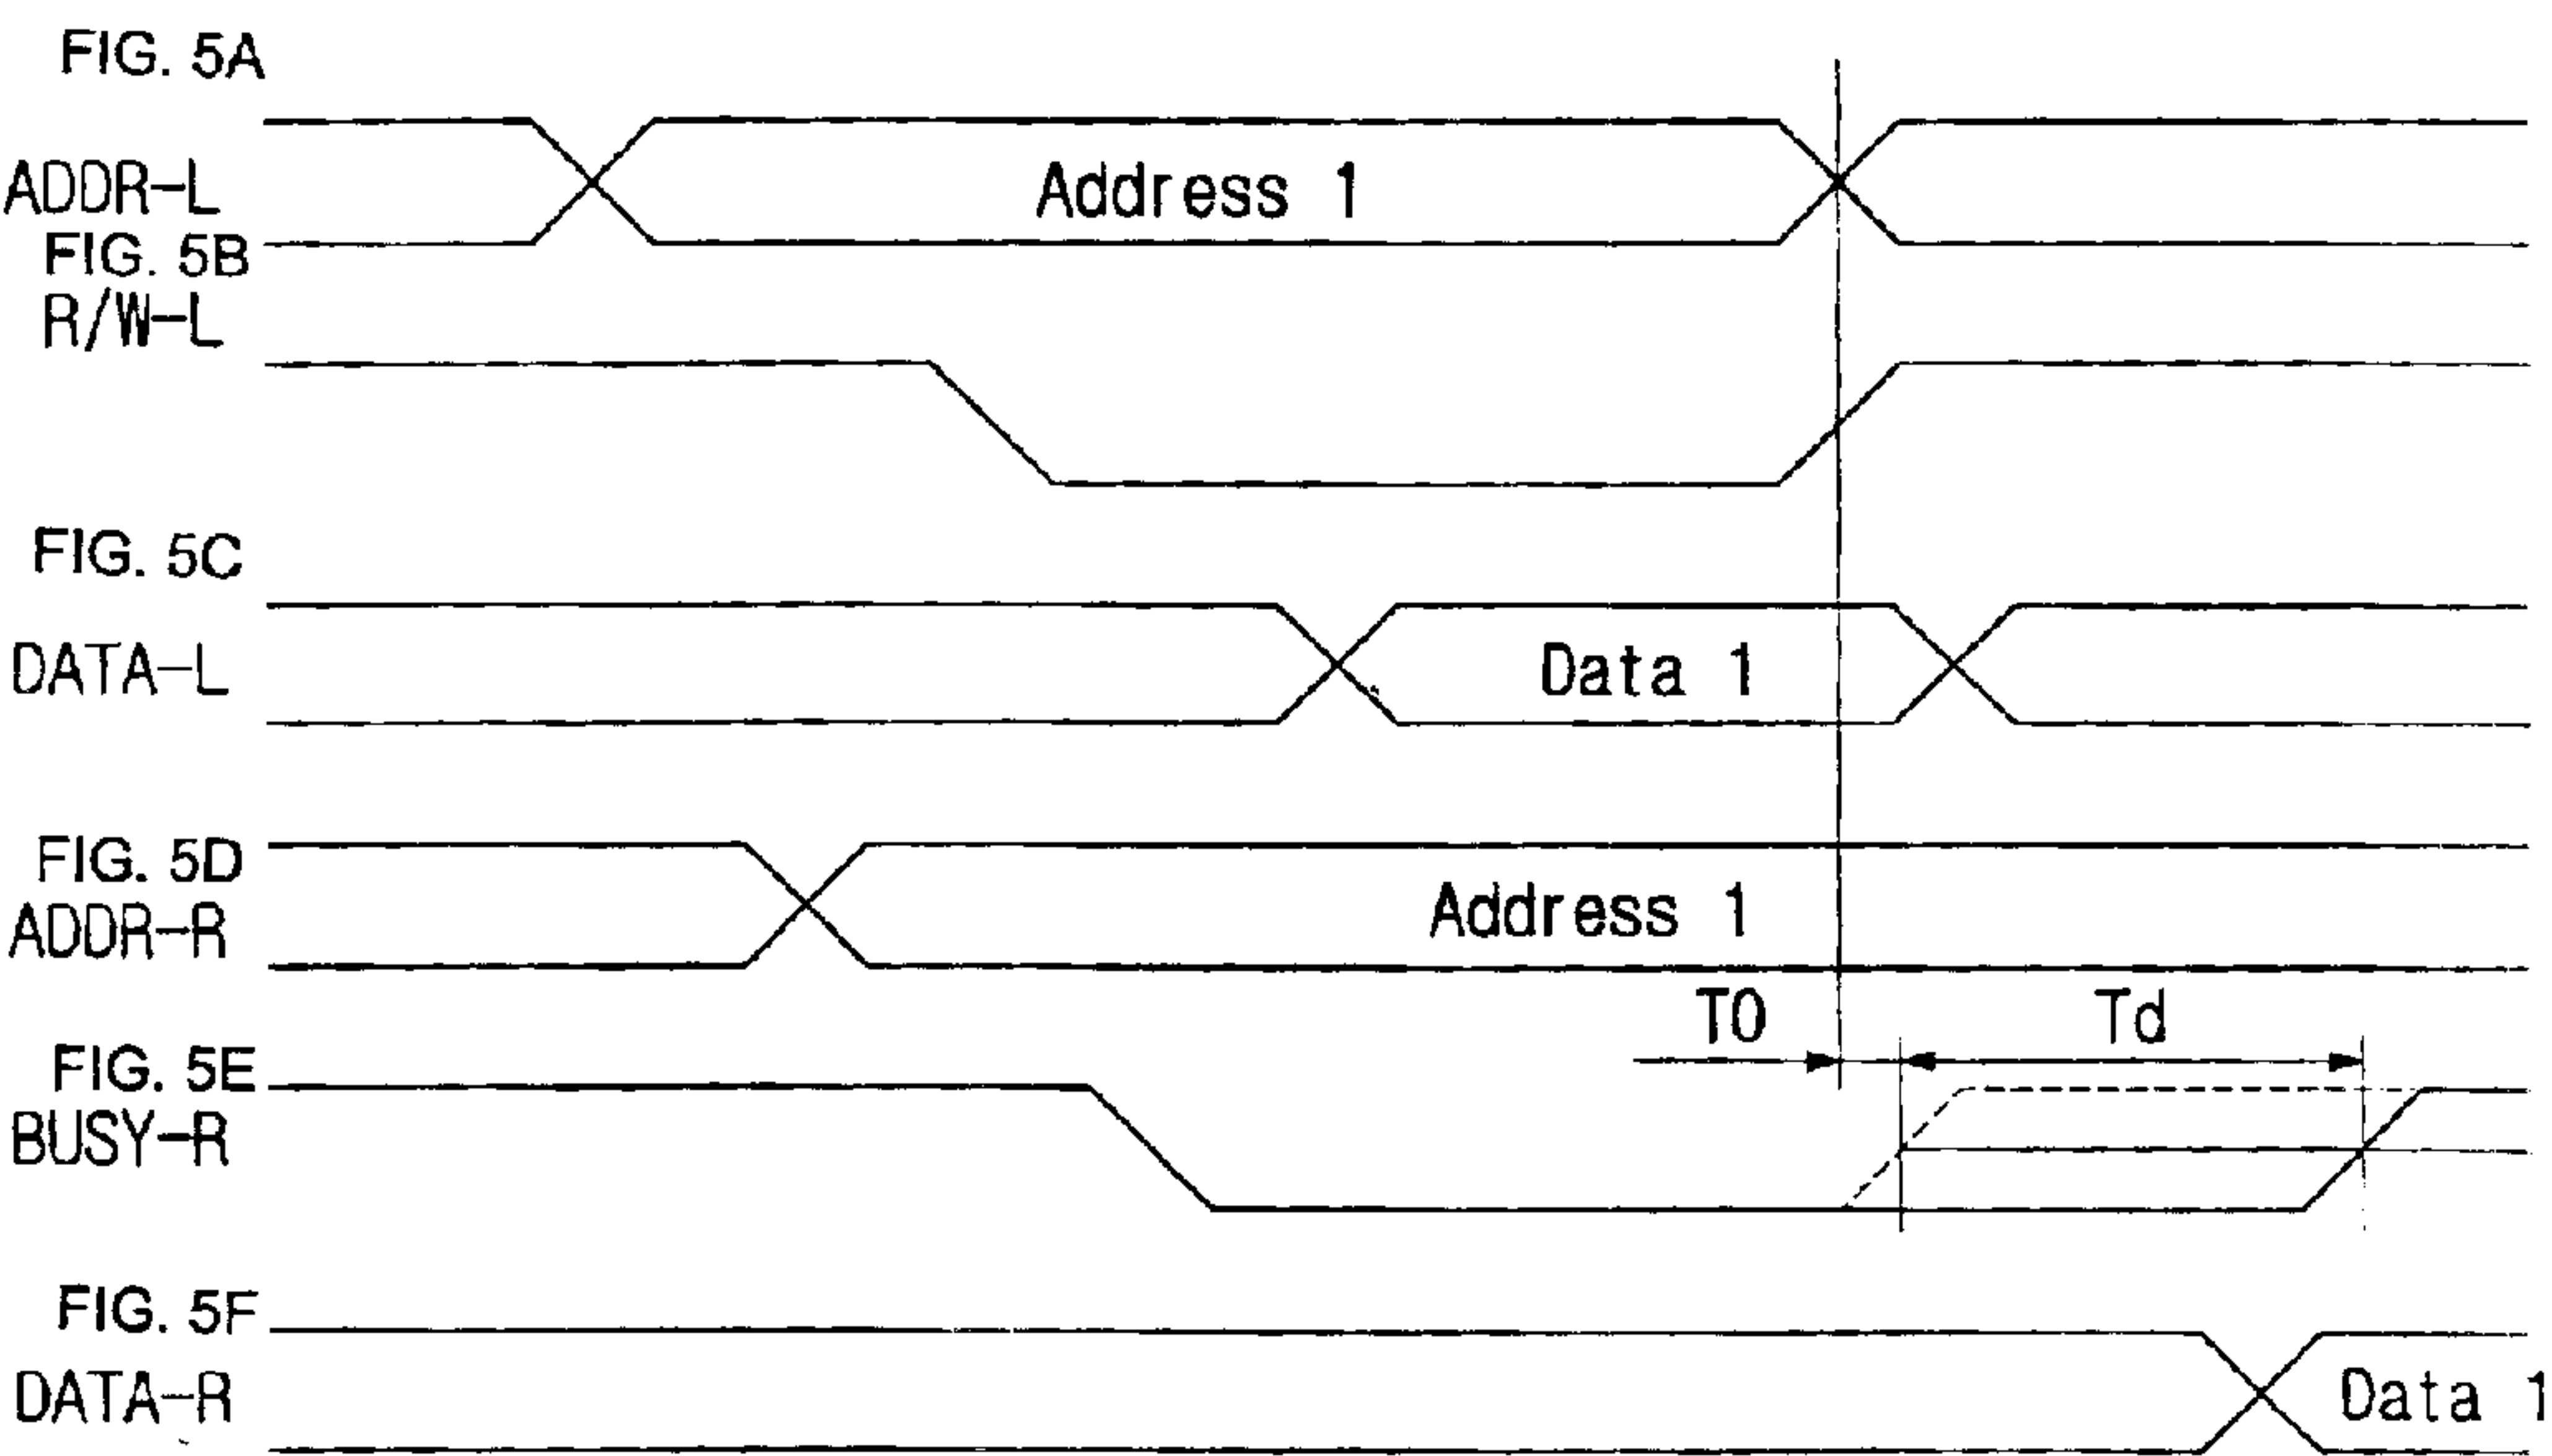 FIG. 5A
ADDR-L
Address 1
FIG. 5B
R/W-L
FIG. 5C
DATA-L
Data 1
FIG. 5D
ADDR-R
Address 1
T0
Td
FIG. 5E
BUSY-R
FIG. 5F
DATA-R
Data 1